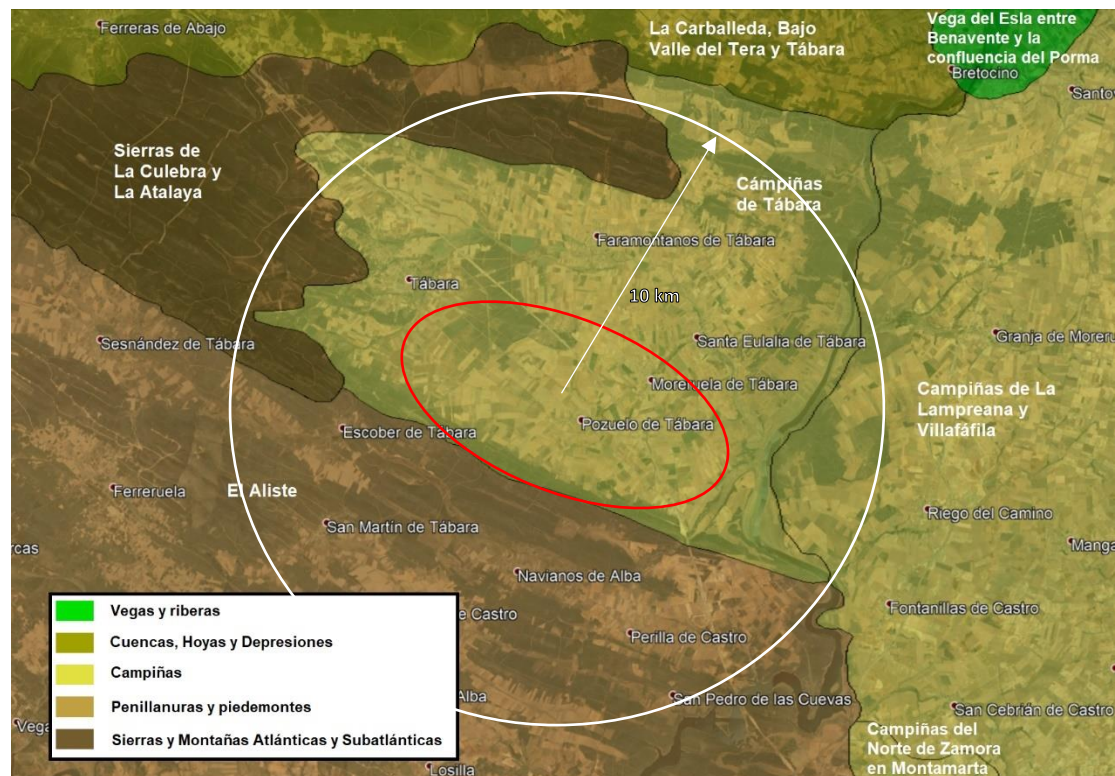 Ferreras de Abajo
La Carballeda, Bajo
Valle del Tera y Tábara
Vega del Esla entre
Benavente y la
confluencia del Porma
Bretocino
Santov
Sierras de
La Culebra y
La Atalaya
Cámpiñas
de Tábara
Faramontanos de Tábara
Tábara
10 km
Sesnández de Tábara
Santa Eulalia de Tábara
Granja de Moreru
Moreruela de Tábara
Campiñas de La
Lampreana y
Villafáfila
Escober de Tábara
Pozuelo de Tábara
Ferreruela
El Aliste
San Martín de Tábara
Riego del Camino
rcas
Manga
Navianos de Alba
Vegas y riberas
Cuencas, Hoyas y Depresiones
Campiñas
Penillanuras y piedemontes
Sierras y Montañas Atlánticas y Subatlánticas
e Castro
Fontanillas de Castro
Perilla de Castro
Alba
San Pedro de las Cuevas
Vega
San Cebrián de Castro
Campiñas del
Norte de Zamora
en Montamarta
Losilla